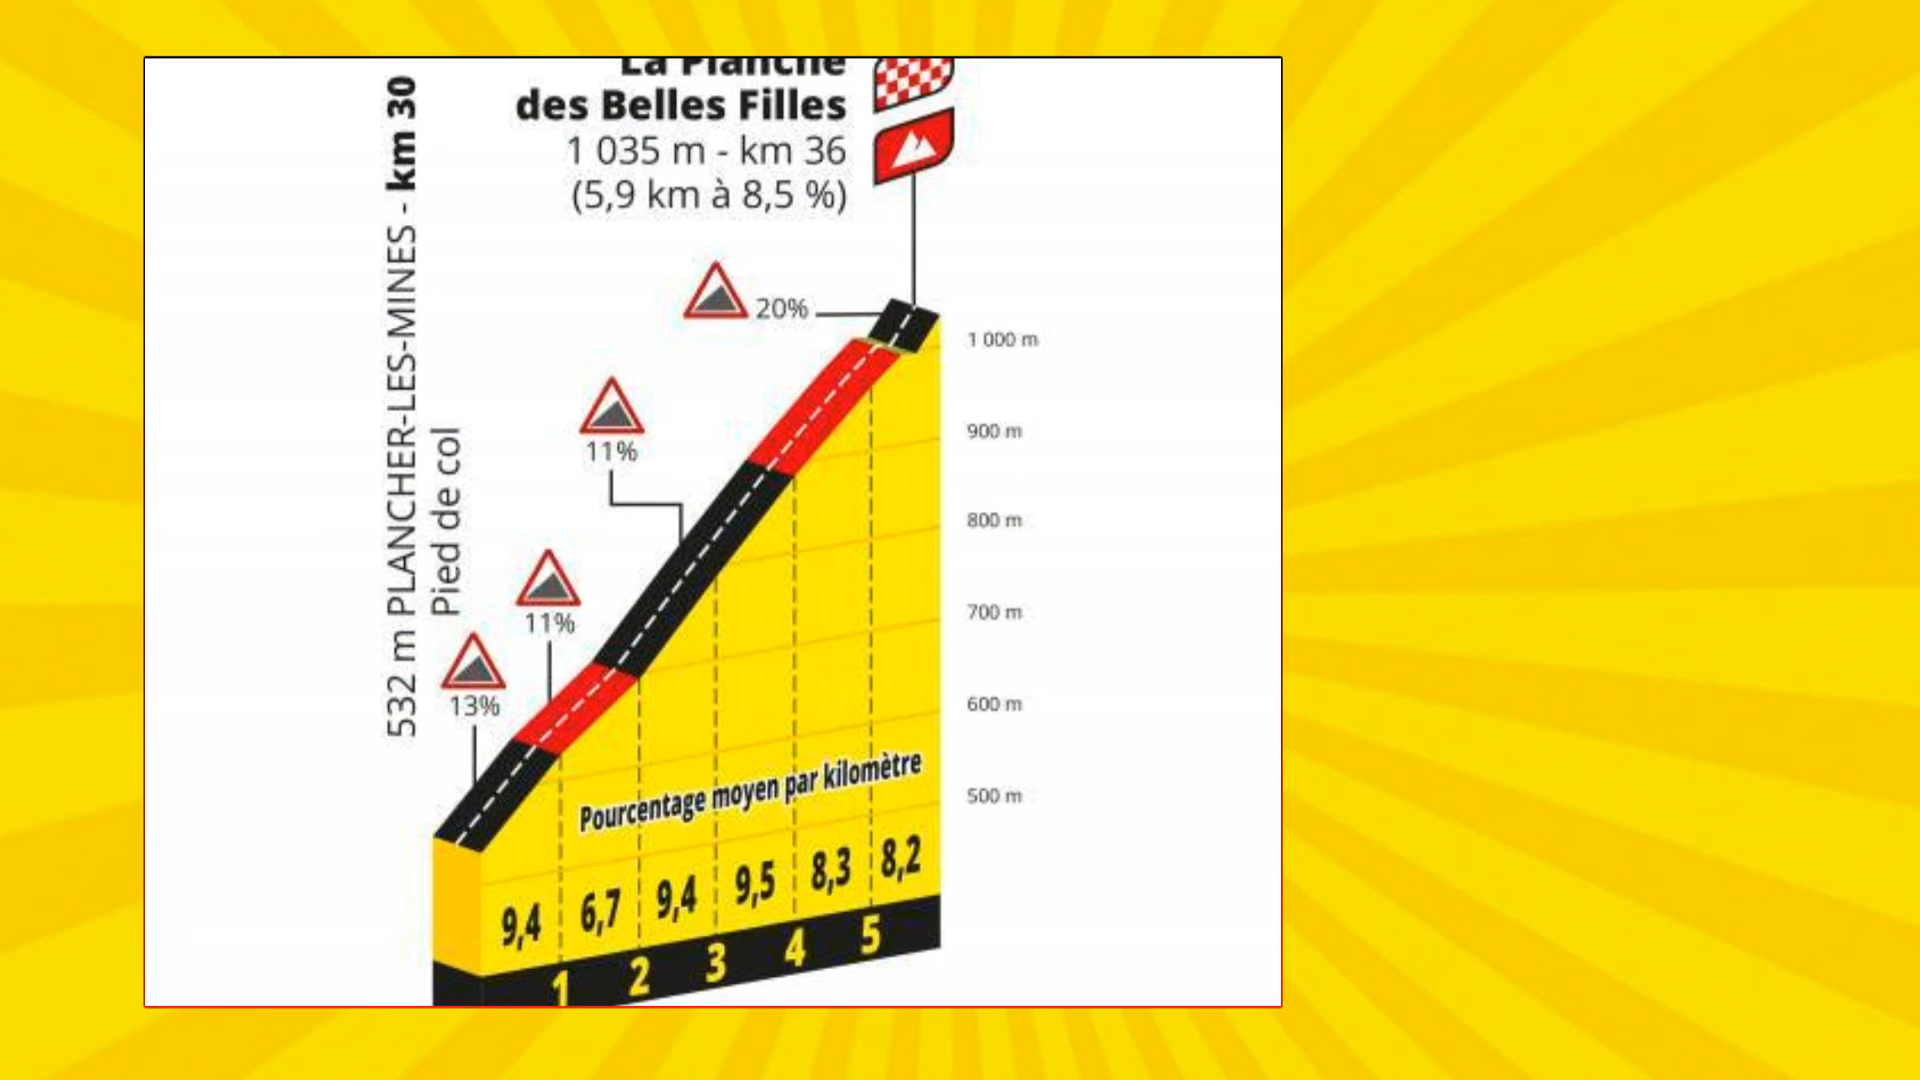 La Planche
des Belles Filles
1 035 m - km 36
(5,9 km à 8,5 %)
532 m PLANCHER-LES-MINES - km 30
Pied de col
20%
11%
11%
13%
1 000 m
900 m
800 m
700 m
600 m
500 m
Pourcentage moyen par kilomètre
9,4 6,7 9,4 9,5 8,3 8,2
1 2 3 4 5